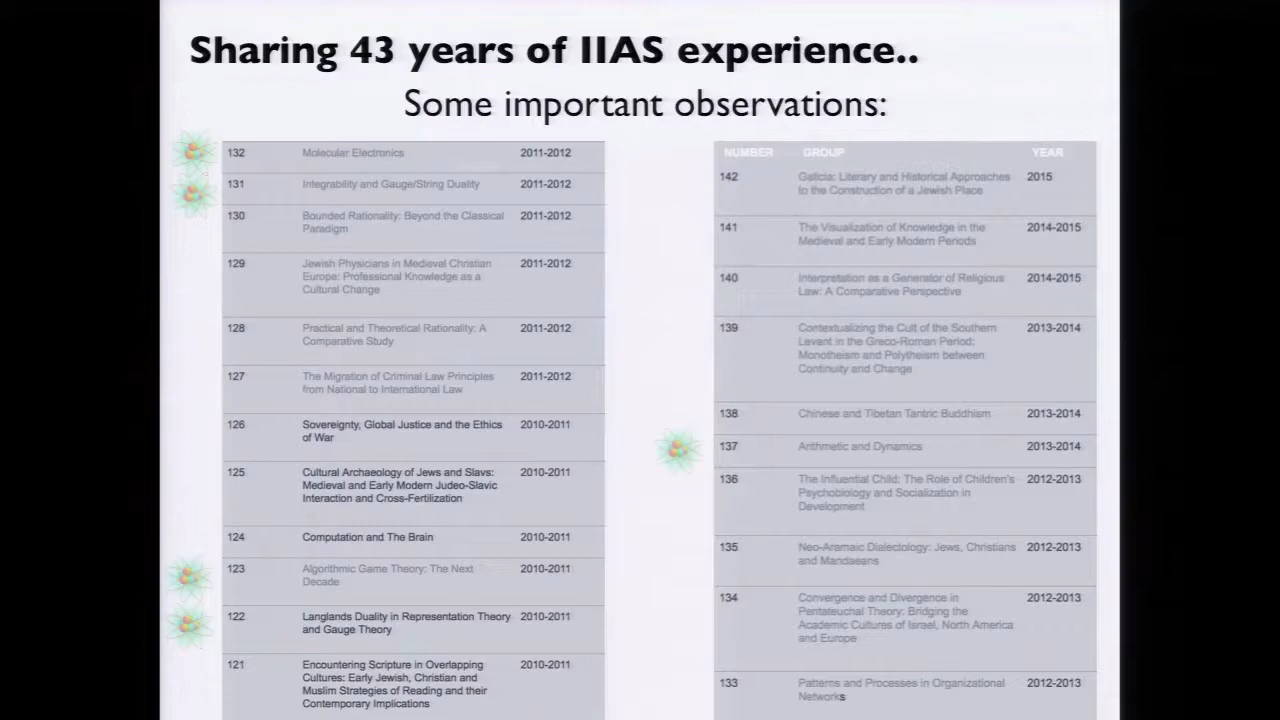 Sharing 43 years of IIAS experience..
Some important observations:
132 Molecular Electronics 2011-2012
131 Integrability and Gauge/String Duality 2011-2012
130 Bounded Rationality: Beyond the Classical 2011-2012
Paradigm
129 Jewish Physicians in Medieval Christian 2011-2012
Europe: Professional Knowledge as a
Cultural Change
128 Practical and Theoretical Rationality: A 2011-2012
Comparative Study
127 The Migration of Criminal Law Principles 2011-2012
from National to International Law
126 Sovereignty, Global Justice and the Ethics 2010-2011
of War
125 Cultural Archaeology of Jews and Slavs: 2010-2011
Medieval and Early Modern Judeo-Slavic
Interaction and Cross-Fertilization
124 Computation and The Brain 2010-2011
123 Algorithmic Game Theory: The Next 2010-2011
Decade
122 Langlands Duality in Representation Theory 2010-2011
and Gauge Theory
121 Encountering Scripture in Overlapping 2010-2011
Cultures: Early Jewish, Christian and
Muslim Strategies of Reading and their
Contemporary Implications
NUMBER GROUP YEAR
142 Galicia: Literary and Historical Approaches 2015
to the Construction of a Jewish Place
141 The Visualization of Knowledge in the 2014-2015
Medieval and Early Modern Periods
140 Interpretation as a Generator of Religious 2014-2015
Law: A Comparative Perspective
139 Contextualizing the Cult of the Southern 2013-2014
Levant in the Greco-Roman Period:
Monotheism and Polytheism between
Continuity and Change
138 Chinese and Tibetan Tantric Buddhism 2013-2014
137 Arithmetic and Dynamics 2013-2014
136 The Influential Child: The Role of Children's 2012-2013
Psychobiology and Socialization in
Development
135 Neo-Aramaic Dialectology: Jews, Christians 2012-2013
and Mandaeans
134 Convergence and Divergence in 2012-2013
Pentateuchal Theory: Bridging the
Academic Cultures of Israel, North America
and Europe
133 Patterns and Processes in Organizational 2012-2013
Networks